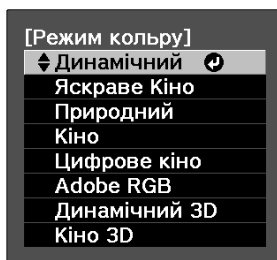 [Режим кольру]
Динамічний
Яскраве Кіно
Природний
Кіно
Цифрове кіно
Adobe RGB
Динамічний 3D
Кіно 3D